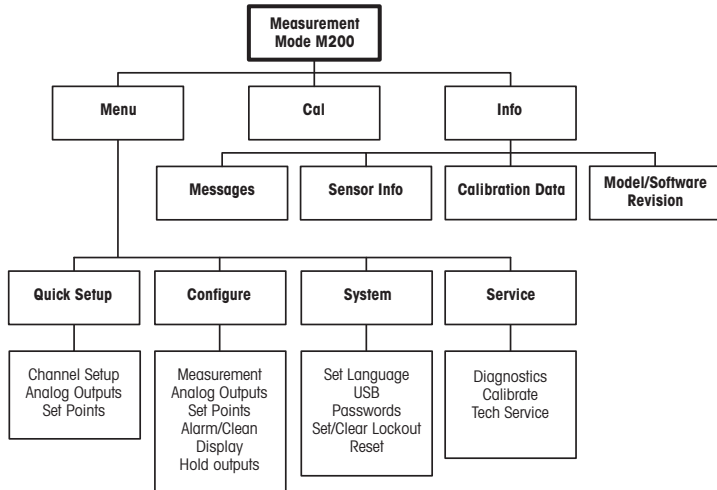 Measurement
Mode M200
Menu
Cal
Info
Messages
Sensor Info
Calibration Data
Model/Software
Revision
Quick Setup
Configure
System
Service
Channel Setup
Analog Outputs
Set Points
Measurement
Analog Outputs
Set Points
Alarm/Clean
Display
Hold outputs
Set Language
USB
Passwords
Set/Clear Lockout
Reset
Diagnostics
Calibrate
Tech Service